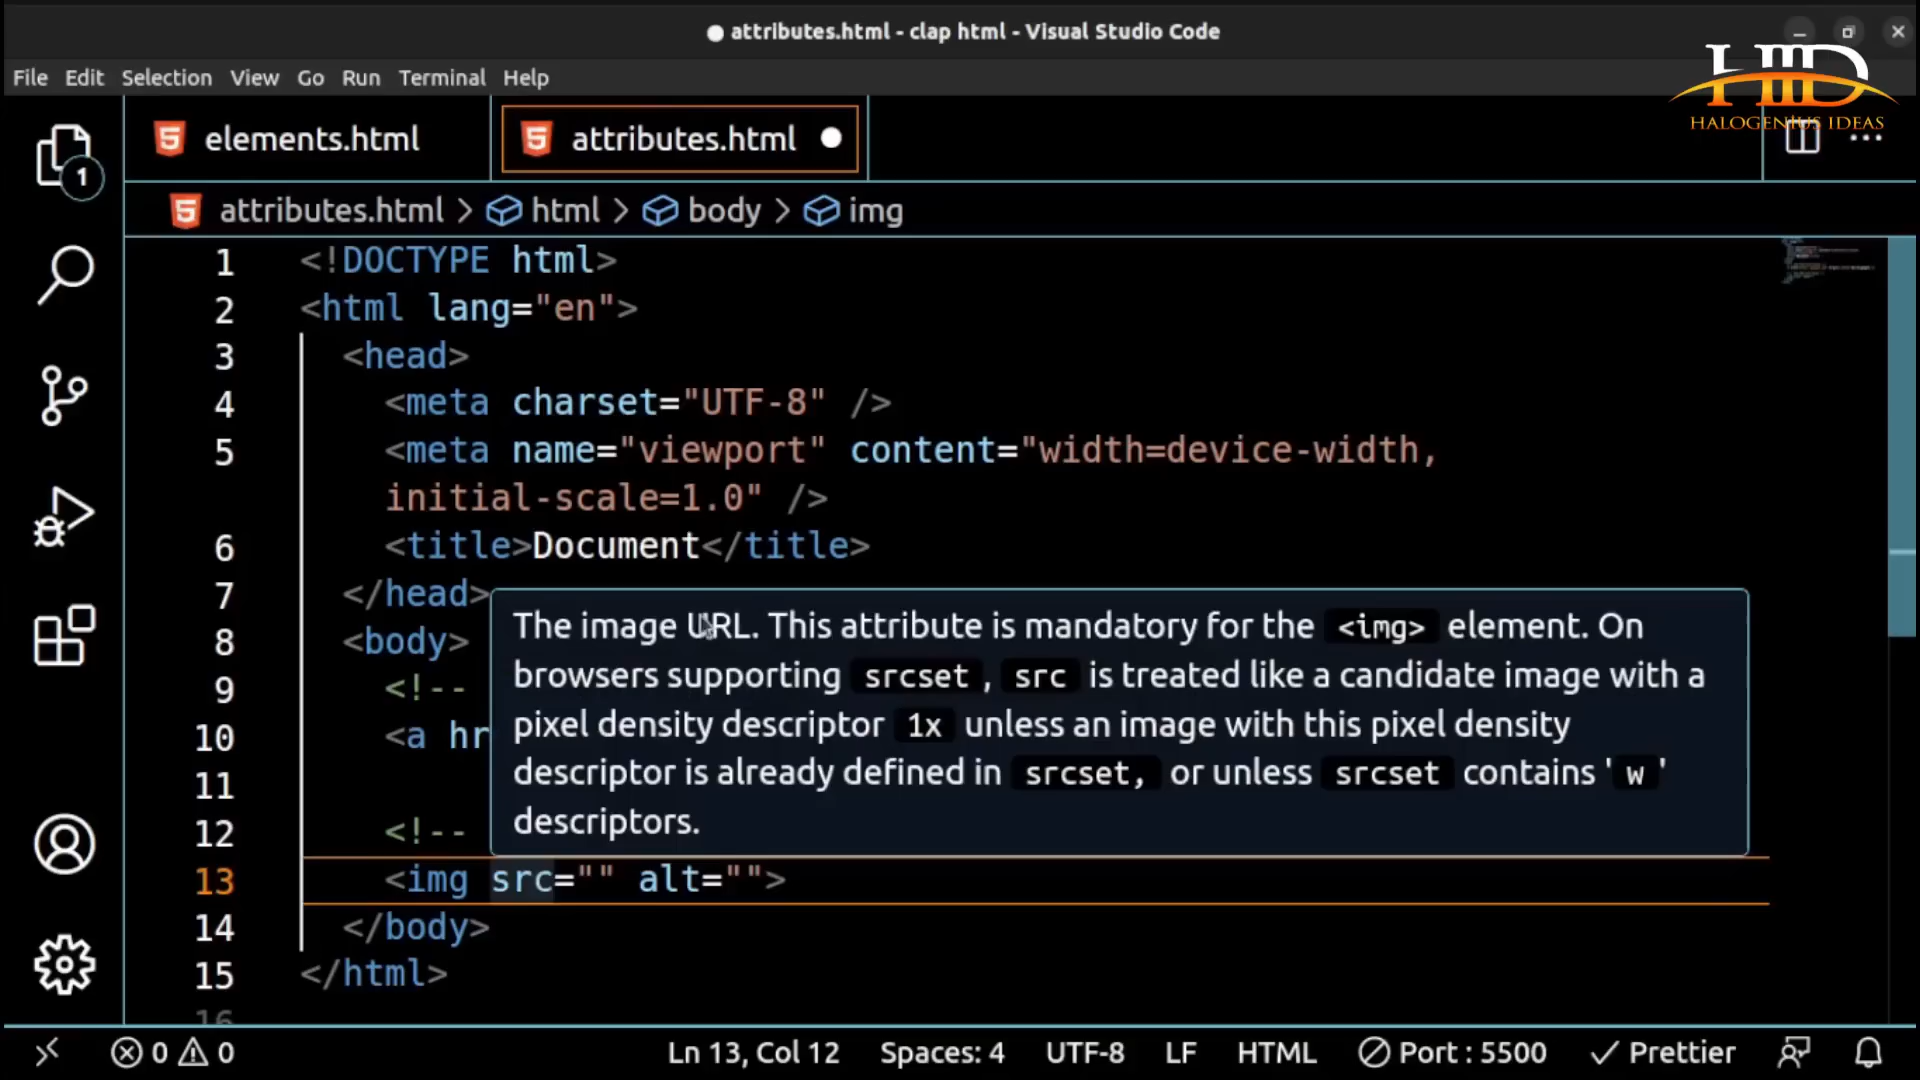 attributes.html - clap html - Visual Studio Code
File Edit Selection View Go Run Terminal Help
HID
HALOGENIUS IDEAS
elements.html
attributes.html
1
attributes.html > html > body > img
1 <!DOCTYPE html>
2 <html lang="en">
3 <head>
4 <meta charset="UTF-8" />
5 <meta name="viewport" content="width=device-width,
initial-scale=1.0" />
6 <title>Document</title>
7 </head>
8 <body>
9 <!--
10 <a hr
11
12 <!--
13 <img src="" alt="">
14 </body>
15 </html>
16
The image URL. This attribute is mandatory for the <img> element. On
browsers supporting srcset, src is treated like a candidate image with a
pixel density descriptor 1x unless an image with this pixel density
descriptor is already defined in srcset, or unless srcset contains 'w'
descriptors.
0 0 Ln 13, Col 12 Spaces: 4 UTF-8 LF HTML Port : 5500 Prettier